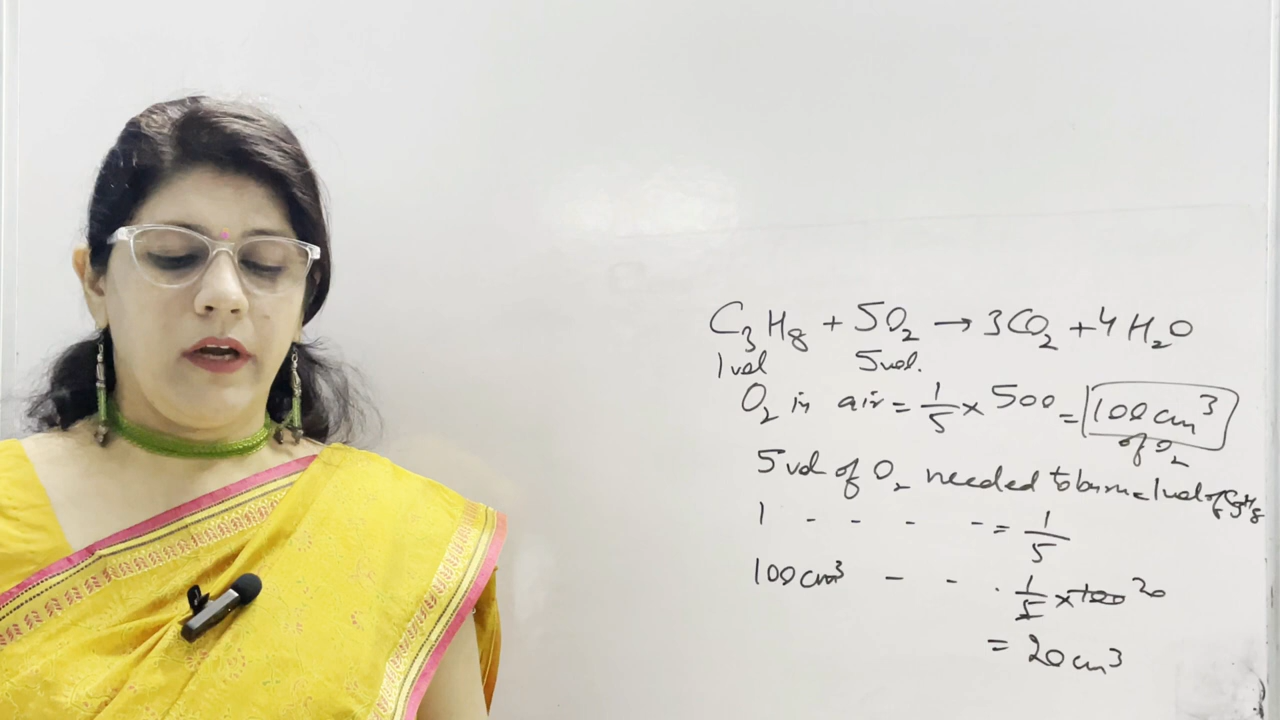 C₃H₈ + 5O₂ → 3CO₂ + 4H₂O
1 vol 5 vol.
O₂ in air = 1/5 × 500 = 100 cm³
of O₂
5 vol of O₂ needed to burn = 1 vol of C₃H₈
1 - - - - = 1/5
100 cm³ - - . 1/5 × 100 20
= 20 cm³